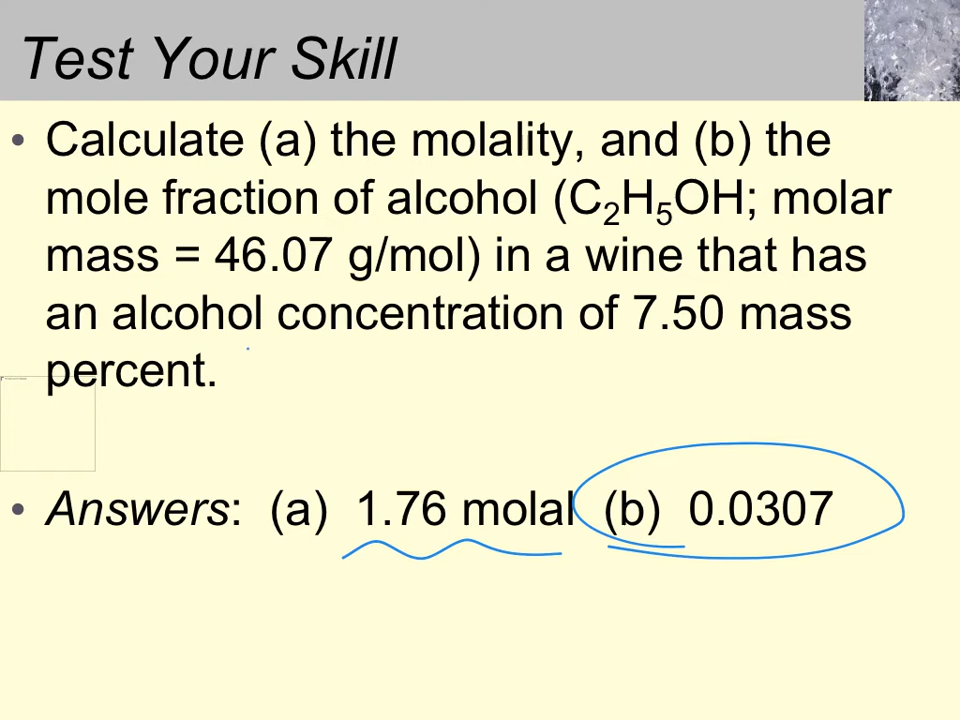 Test Your Skill
• Calculate (a) the molality, and (b) the
mole fraction of alcohol (C₂H₅OH; molar
mass = 46.07 g/mol) in a wine that has
an alcohol concentration of 7.50 mass
percent.
• Answers: (a) 1.76 molal (b) 0.0307